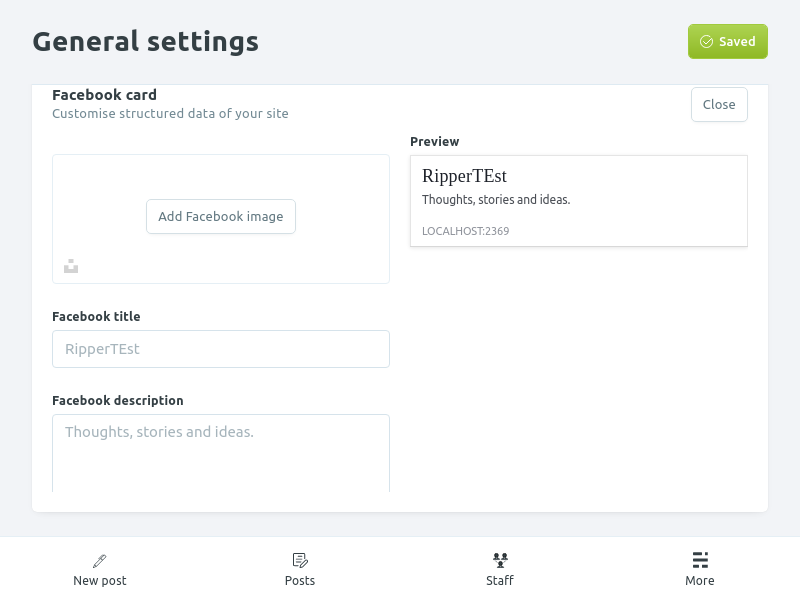 General settings
Saved
Facebook card
Customise structured data of your site
Close
Preview
RipperTEst
Thoughts, stories and ideas.
LOCALHOST:2369
Add Facebook image
Facebook title
RipperTEst
Facebook description
Thoughts, stories and ideas.
New post
Posts
Staff
More